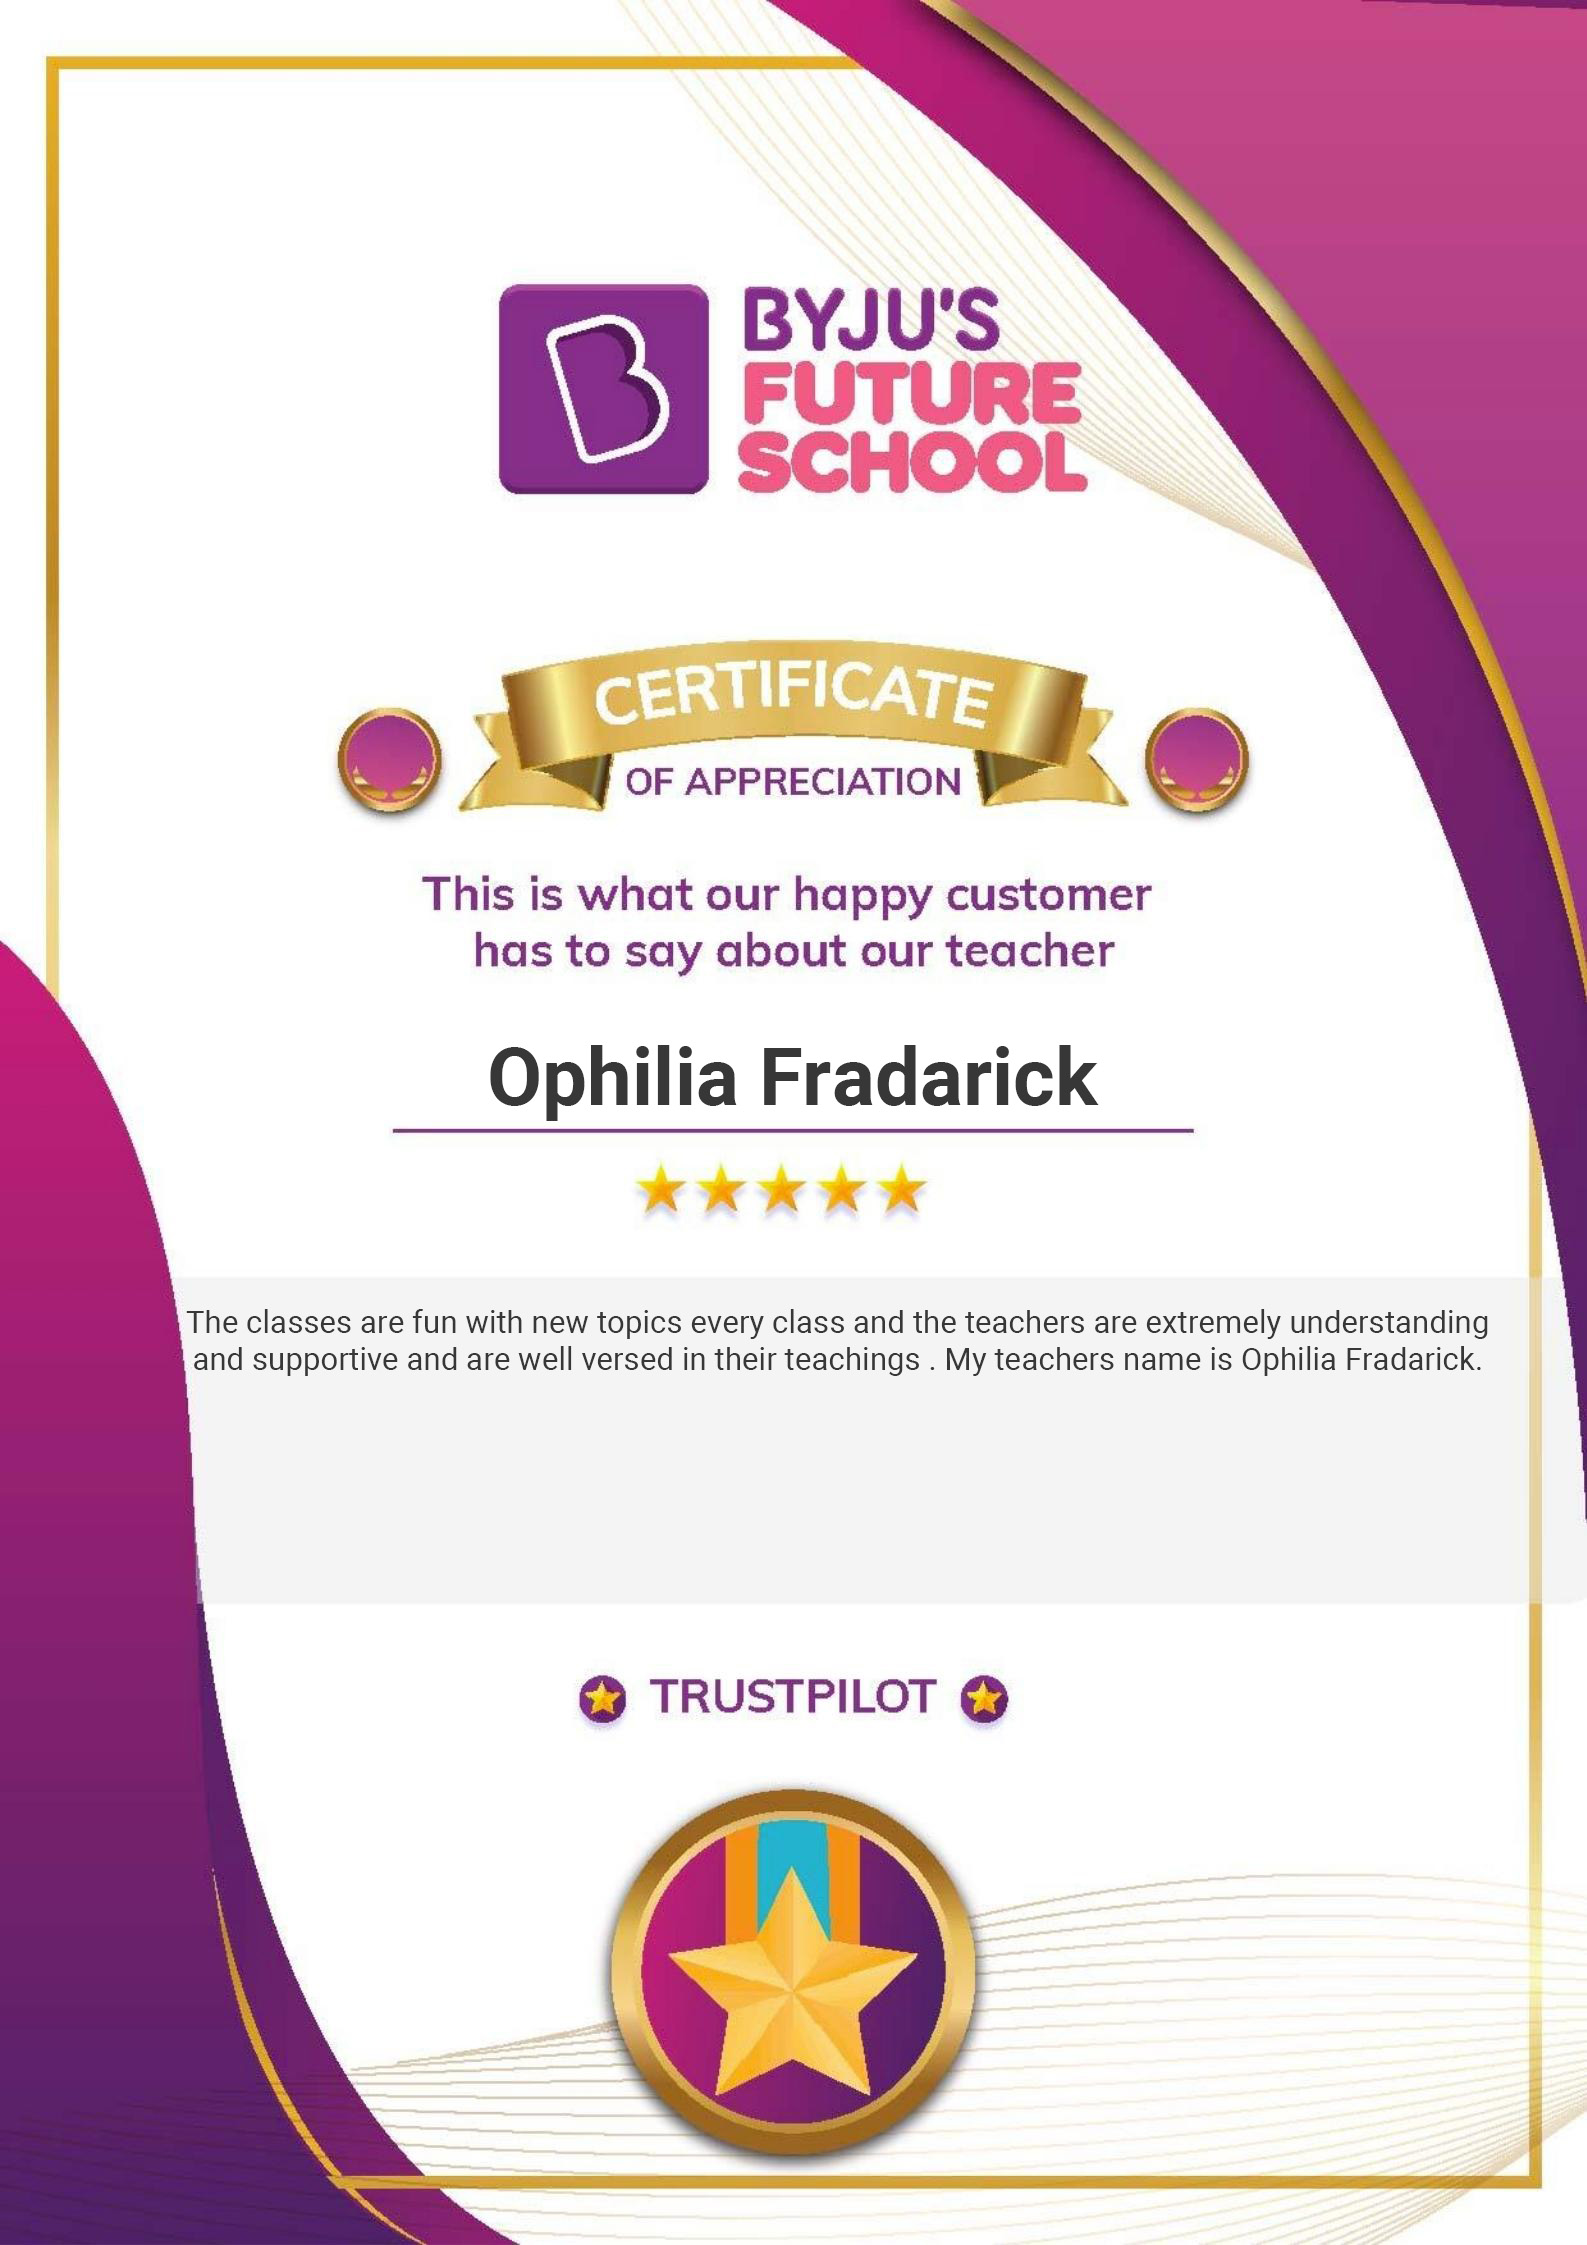 BYJU'S
FUTURE
SCHOOL
CERTIFICATE
OF APPRECIATION
This is what our happy customer
has to say about our teacher
Ophilia Fradarick
The classes are fun with new topics every class and the teachers are extremely understanding
and supportive and are well versed in their teachings . My teachers name is Ophilia Fradarick.
TRUSTPILOT